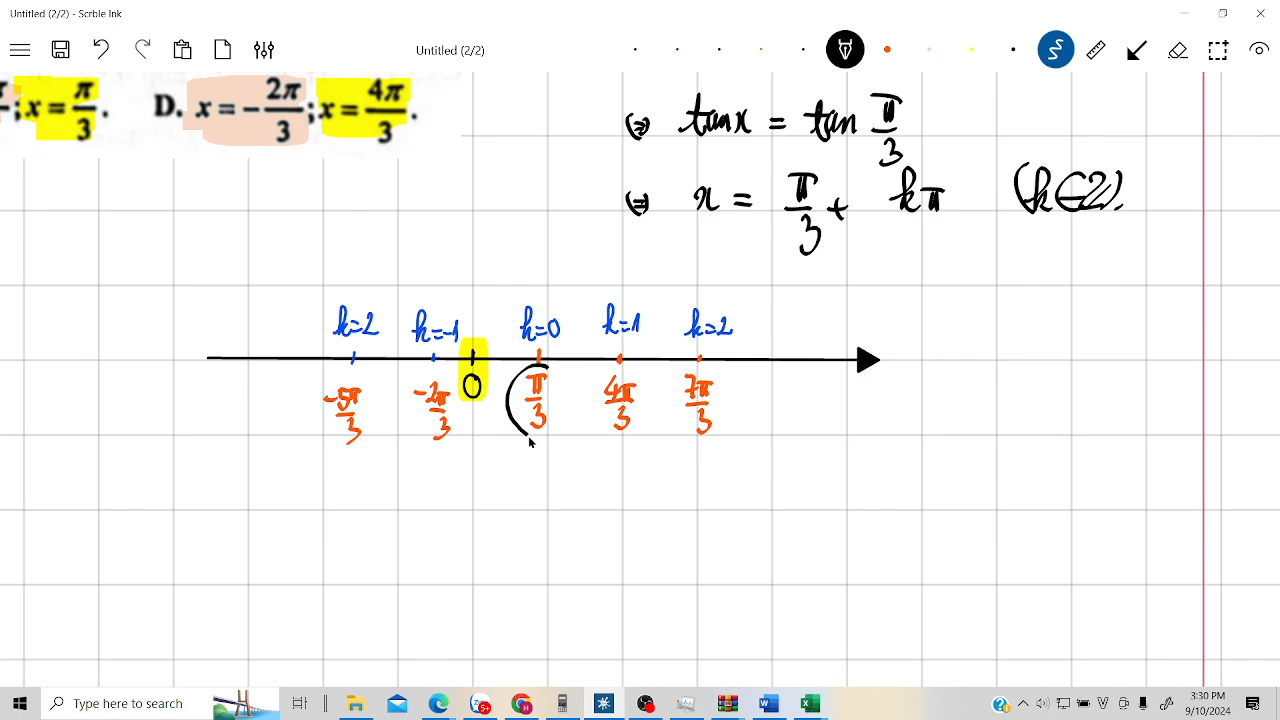 Untitled (2/2) - Scrble Ink
Untitled (2/2)
; x = π/3 . D. x = - 2π/3 ; x = 4π/3 .
(=) tanx = tan π/3
(=) x = π/3 + kπ (k∈Z).
k=2 k=-1 k=0 k=1 k=2
0
-5π/3 -2π/3 π/3 4π/3 7π/3
Type here to search
5+
3:30 PM
9/10/2024